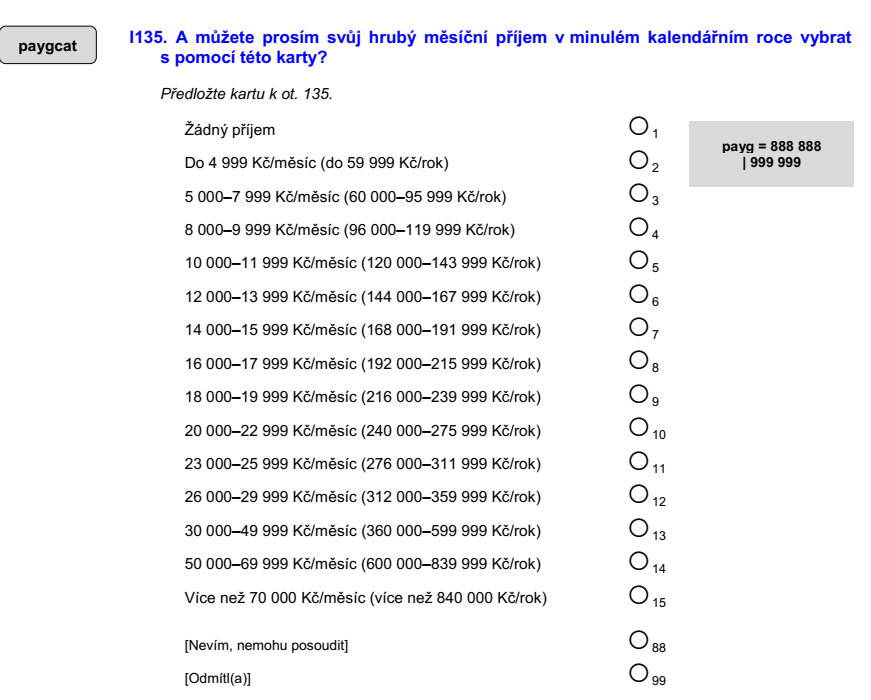 paygcat
I135. A můžete prosím svůj hrubý měsíční příjem v minulém kalendářním roce vybrat
s pomocí této karty?
Předložte kartu k ot. 135.
Žádný příjem 1
payg = 888 888
| 999 999
Do 4 999 Kč/měsíc (do 59 999 Kč/rok) 2
5 000–7 999 Kč/měsíc (60 000–95 999 Kč/rok) 3
8 000–9 999 Kč/měsíc (96 000–119 999 Kč/rok) 4
10 000–11 999 Kč/měsíc (120 000–143 999 Kč/rok) 5
12 000–13 999 Kč/měsíc (144 000–167 999 Kč/rok) 6
14 000–15 999 Kč/měsíc (168 000–191 999 Kč/rok) 7
16 000–17 999 Kč/měsíc (192 000–215 999 Kč/rok) 8
18 000–19 999 Kč/měsíc (216 000–239 999 Kč/rok) 9
20 000–22 999 Kč/měsíc (240 000–275 999 Kč/rok) 10
23 000–25 999 Kč/měsíc (276 000–311 999 Kč/rok) 11
26 000–29 999 Kč/měsíc (312 000–359 999 Kč/rok) 12
30 000–49 999 Kč/měsíc (360 000–599 999 Kč/rok) 13
50 000–69 999 Kč/měsíc (600 000–839 999 Kč/rok) 14
Více než 70 000 Kč/měsíc (více než 840 000 Kč/rok) 15
[Nevím, nemohu posoudit] 88
[Odmítl(a)] 99